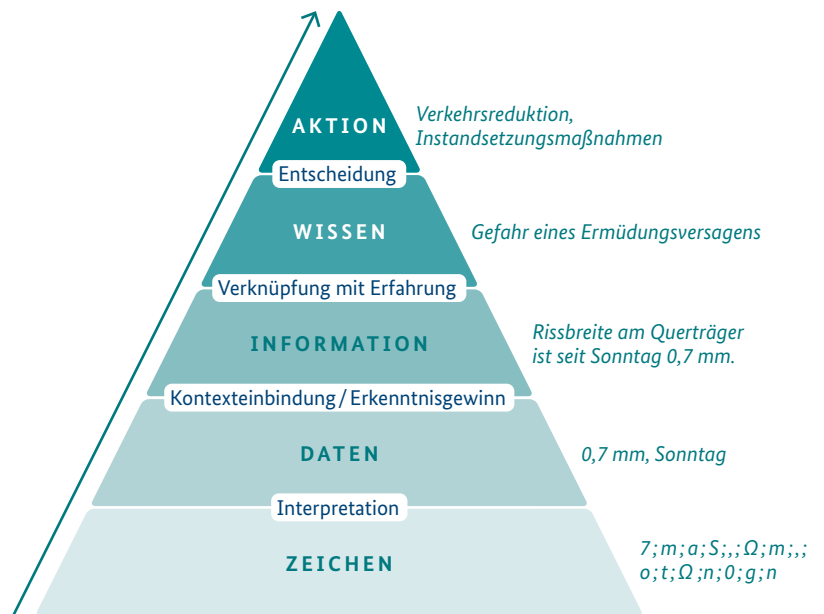 AKTION
Verkehrsreduktion,
Instandsetzungsmaßnahmen
Entscheidung
WISSEN
Gefahr eines Ermüdungsversagens
Verknüpfung mit Erfahrung
INFORMATION
Rissbreite am Querträger
ist seit Sonntag 0,7 mm.
Kontexteinbindung / Erkenntnisgewinn
DATEN
0,7 mm, Sonntag
Interpretation
ZEICHEN
7; m; a; S; ,; Ω; m; ,;
o; t; Ω; n; 0; g; n